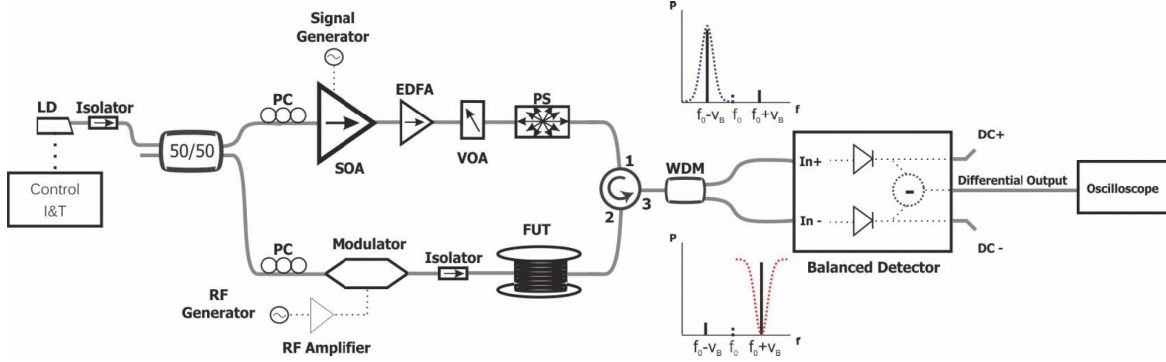 Signal
Generator
LD
Isolator
PC
EDFA
PS
50/50
SOA
VOA
Control
I&T
PC
Modulator
Isolator
FUT
RF
Generator
RF Amplifier
1
2
3
WDM
P
f₀-νB
f₀
f₀+νB
f
P
f₀-νB
f₀
f₀+νB
f
In+
In -
-
DC+
Differential Output
DC -
Balanced Detector
Oscilloscope